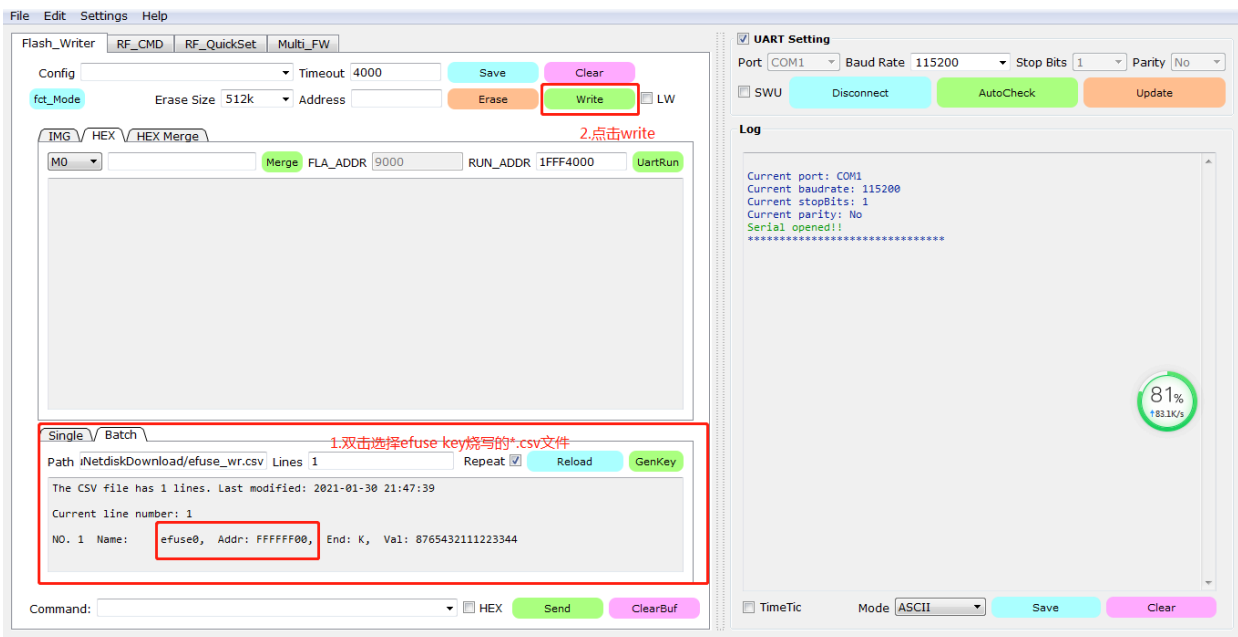 File Edit Settings Help
Flash_Writer RF_CMD RF_QuickSet Multi_FW
Config Timeout 4000 Save Clear
fct_Mode Erase Size 512k Address Erase Write LW
2.点击write
IMG HEX HEX Merge
M0 Merge FLA_ADDR 9000 RUN_ADDR 1FFF4000 UartRun
Single Batch
1.双击选择efuse key烧写的*.csv文件
Path NetdiskDownload/efuse_wr.csv Lines 1 Repeat Reload GenKey
The CSV file has 1 lines. Last modified: 2021-01-30 21:47:39
Current line number: 1
NO. 1 Name: efuse0, Addr: FFFFFF00, End: K, Val: 8765432111223344
Command: HEX Send ClearBuf
UART Setting
Port COM1 Baud Rate 115200 Stop Bits 1 Parity No
SWU Disconnect AutoCheck Update
Log
Current port: COM1
Current baudrate: 115200
Current stopBits: 1
Current parity: No
Serial opened!!
*******************************
81%
↑83.1K/s
TimeTic Mode ASCII Save Clear